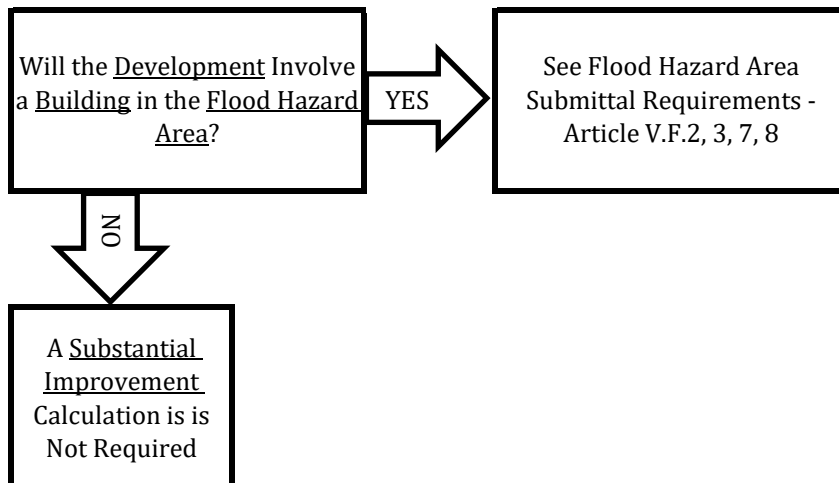 Will the Development Involve
a Building in the Flood Hazard
Area?
YES
See Flood Hazard Area
Submittal Requirements -
Article V.F.2, 3, 7, 8
NO
A Substantial
Improvement
Calculation is is
Not Required